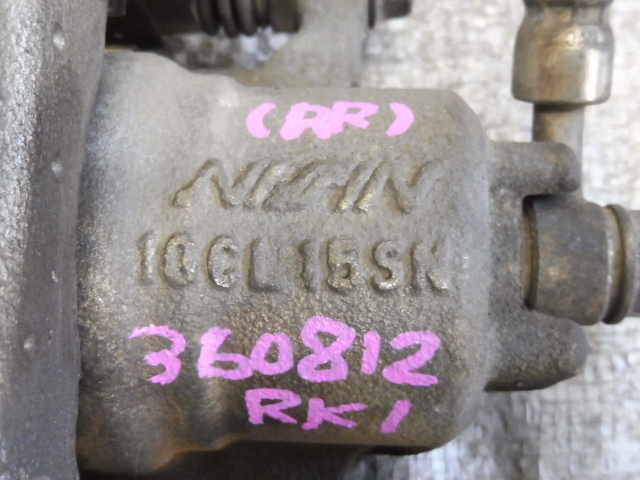 (RR)
NISSIN
10CL15SN
360812
RK1